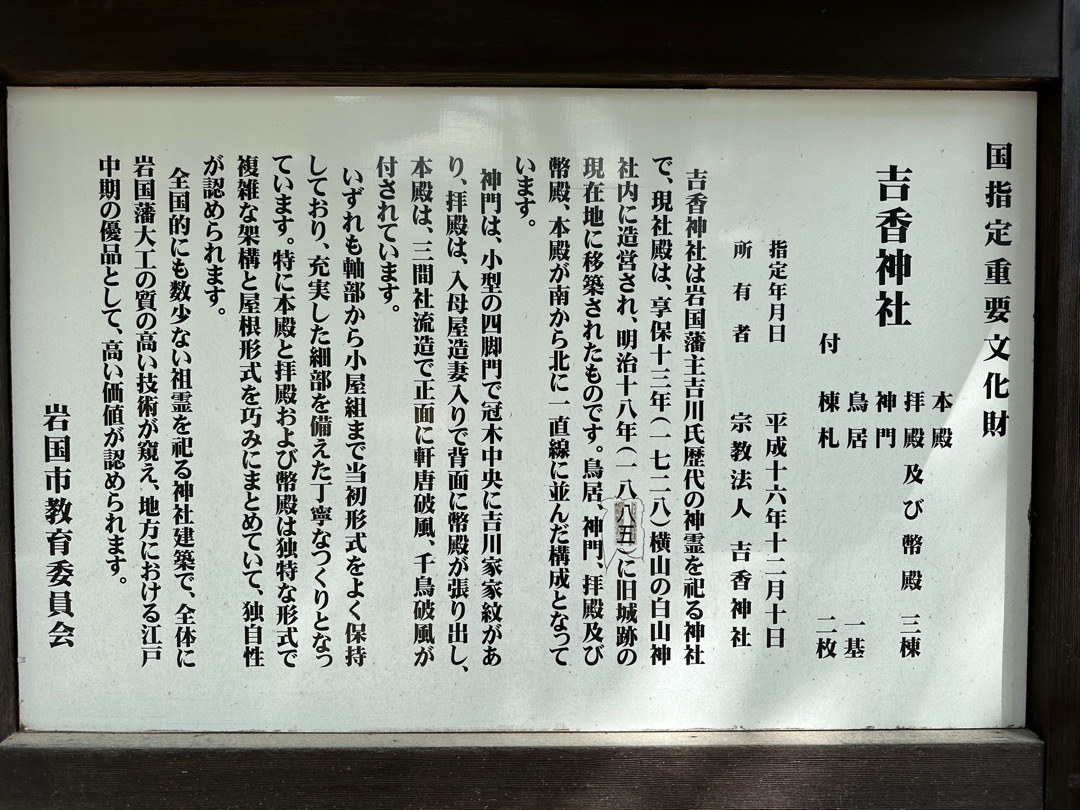 国指定重要文化財
吉香神社
本殿
拝殿及び幣殿 三棟
神門
鳥居 一基
付 棟札 二枚
指定年月日 平成十六年十二月十日
所有者 宗教法人 吉香神社
吉香神社は岩国藩主吉川氏歴代の神霊を祀る神社
で、現社殿は、享保十三年(一七二八)横山の白山神
社内に造営され、明治十八年(一八八五)に旧城跡の
現在地に移築されたものです。鳥居、神門、拝殿及び
幣殿、本殿が南から北に一直線に並んだ構成となって
います。
神門は、小型の四脚門で冠木中央に吉川家家紋があ
り、拝殿は、入母屋造妻入りで背面に幣殿が張り出し、
本殿は、三間社流造で正面に軒唐破風、千鳥破風が
付されています。
いずれも軸部から小屋組まで当初形式をよく保持
しており、充実した細部を備えた丁寧なつくりとなっ
ています。特に本殿と拝殿および幣殿は独特な形式で
複雑な架構と屋根形式を巧みにまとめていて、独自性
が認められます。
全国的にも数少ない祖霊を祀る神社建築で、全体に
岩国藩大工の質の高い技術が窺え、地方における江戸
中期の優品として、高い価値が認められます。
岩国市教育委員会